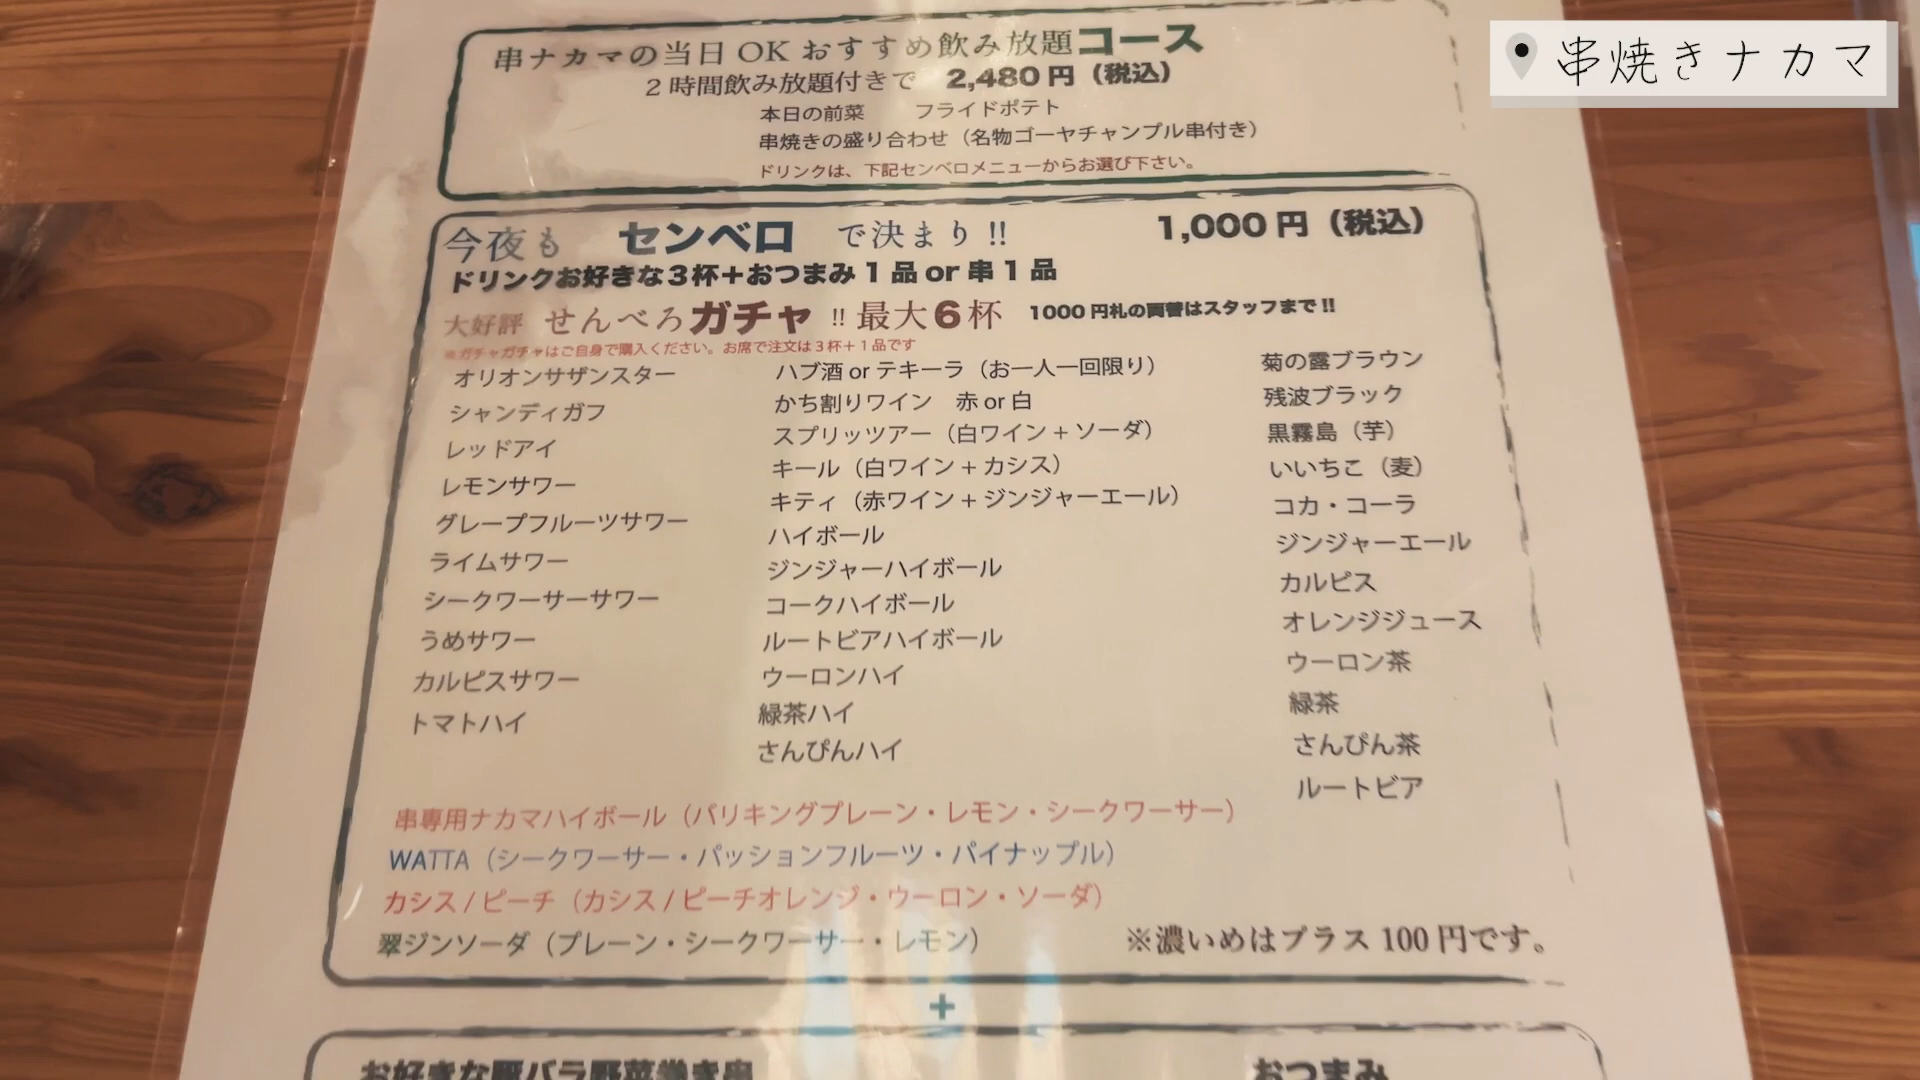 串焼きナカマ
串ナカマの当日 OK おすすめ飲み放題コース
2 時間飲み放題付きで 2,480 円（税込）
本日の前菜 フライドポテト
串焼きの盛り合わせ（名物ゴーヤチャンプル串付き）
ドリンクは、下記センベロメニューからお選び下さい。
今夜も センベロ で決まり !! 1,000 円（税込）
ドリンクお好きな3杯＋おつまみ 1 品 or 串 1 品
大好評 せんべろガチャ !! 最大6杯 1000 円札の両替はスタッフまで !!
※ガチャガチャはご自身で購入ください。お席で注文は3杯＋1品です
オリオンサザンスター
シャンディガフ
レッドアイ
レモンサワー
グレープフルーツサワー
ライムサワー
シークワーサーサワー
うめサワー
カルピスサワー
トマトハイ
ハブ酒 or テキーラ（お一人一回限り）
かち割りワイン 赤 or 白
スプリッツアー（白ワイン + ソーダ）
キール（白ワイン + カシス）
キティ（赤ワイン + ジンジャーエール）
ハイボール
ジンジャーハイボール
コークハイボール
ルートビアハイボール
ウーロンハイ
緑茶ハイ
さんぴんハイ
菊の露ブラウン
残波ブラック
黒霧島（芋）
いいちこ（麦）
コカ・コーラ
ジンジャーエール
カルピス
オレンジジュース
ウーロン茶
緑茶
さんぴん茶
ルートビア
串専用ナカマハイボール（バリキングプレーン・レモン・シークワーサー）
WATTA（シークワーサー・パッションフルーツ・パイナップル）
カシス / ピーチ（カシス / ピーチオレンジ・ウーロン・ソーダ）
翠ジンソーダ（プレーン・シークワーサー・レモン）
※濃いめはプラス 100 円です。
+
お好きな豚バラ野菜巻き串 おつまみ